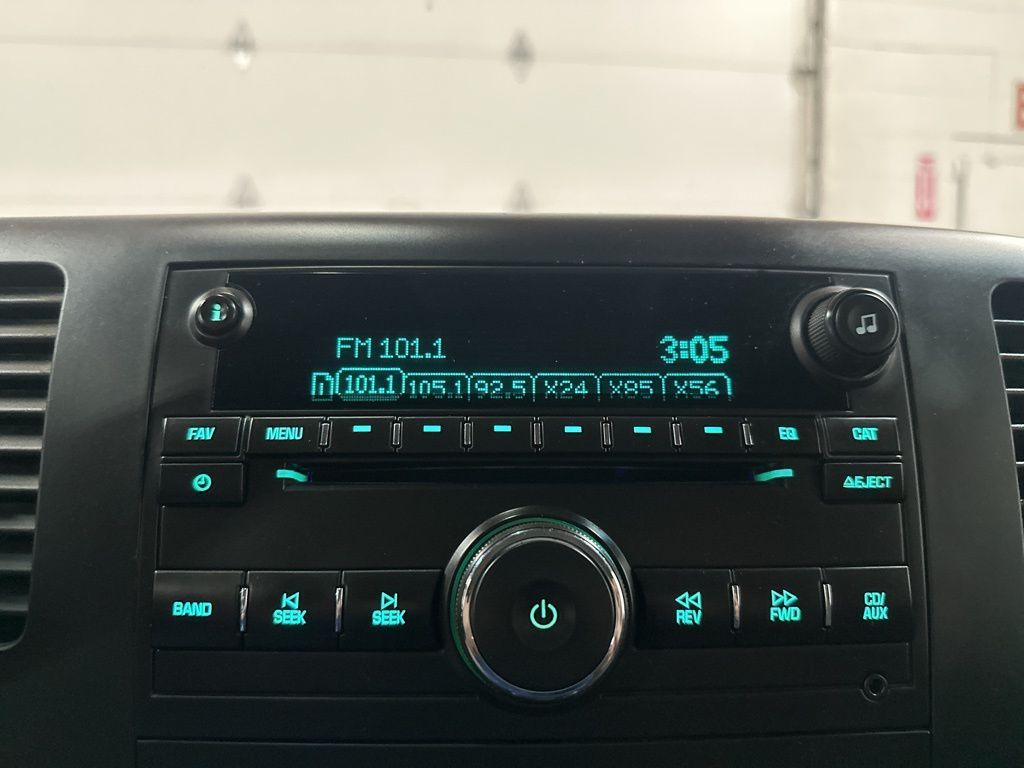 FM 101.1 3:05
1 101.1 105.1 92.5 X24 X85 X56
FAV MENU EQ CAT
EJECT
BAND SEEK SEEK REV FWD CD/
AUX